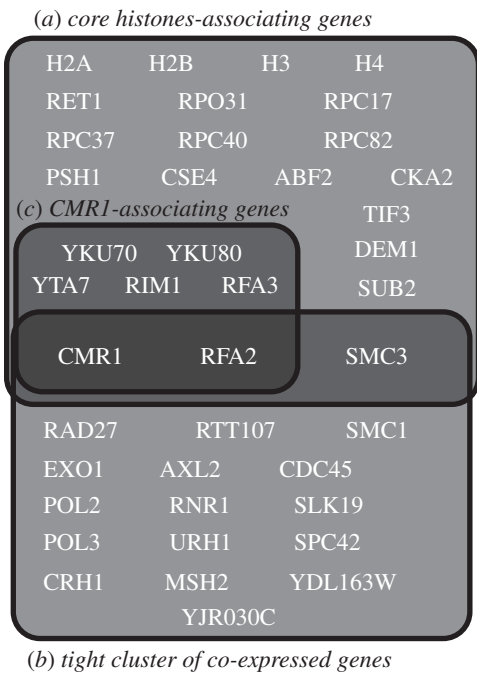 (a) core histones-associating genes
H2A H2B H3 H4
RET1 RPO31 RPC17
RPC37 RPC40 RPC82
PSH1 CSE4 ABF2 CKA2
(c) CMR1-associating genes TIF3
YKU70 YKU80 DEM1
YTA7 RIM1 RFA3 SUB2
CMR1 RFA2 SMC3
RAD27 RTT107 SMC1
EXO1 AXL2 CDC45
POL2 RNR1 SLK19
POL3 URH1 SPC42
CRH1 MSH2 YDL163W
YJR030C
(b) tight cluster of co-expressed genes